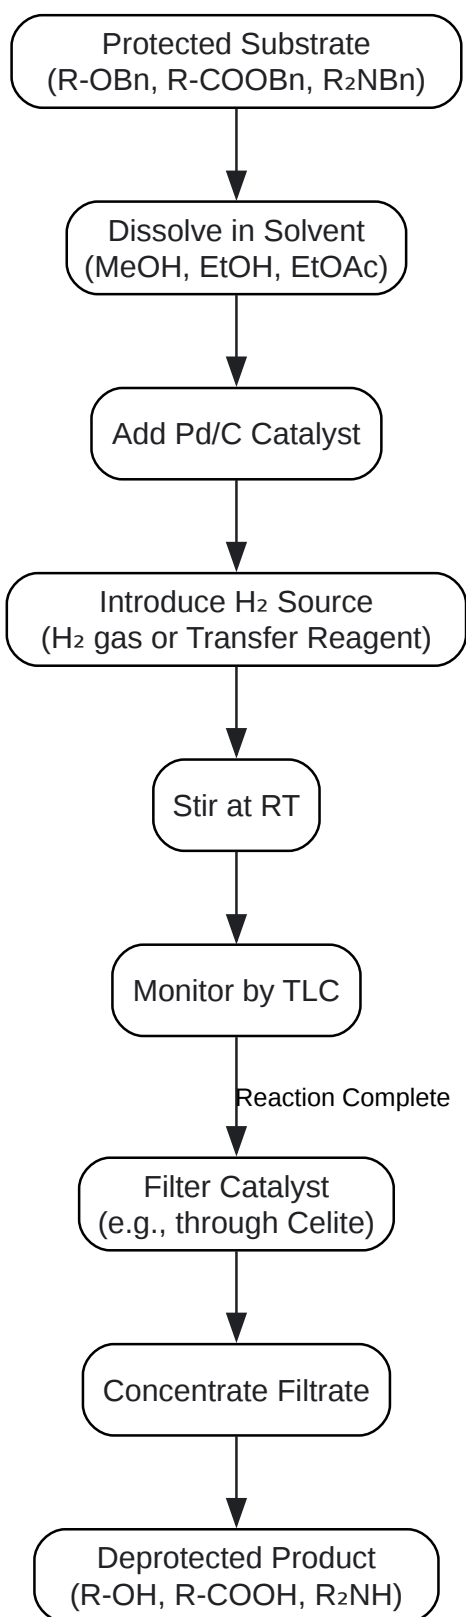 Protected Substrate
(R-OBn, R-COOBn, R₂NBn)
Dissolve in Solvent
(MeOH, EtOH, EtOAc)
Add Pd/C Catalyst
Introduce H₂ Source
(H₂ gas or Transfer Reagent)
Stir at RT
Monitor by TLC
Reaction Complete
Filter Catalyst
(e.g., through Celite)
Concentrate Filtrate
Deprotected Product
(R-OH, R-COOH, R₂NH)